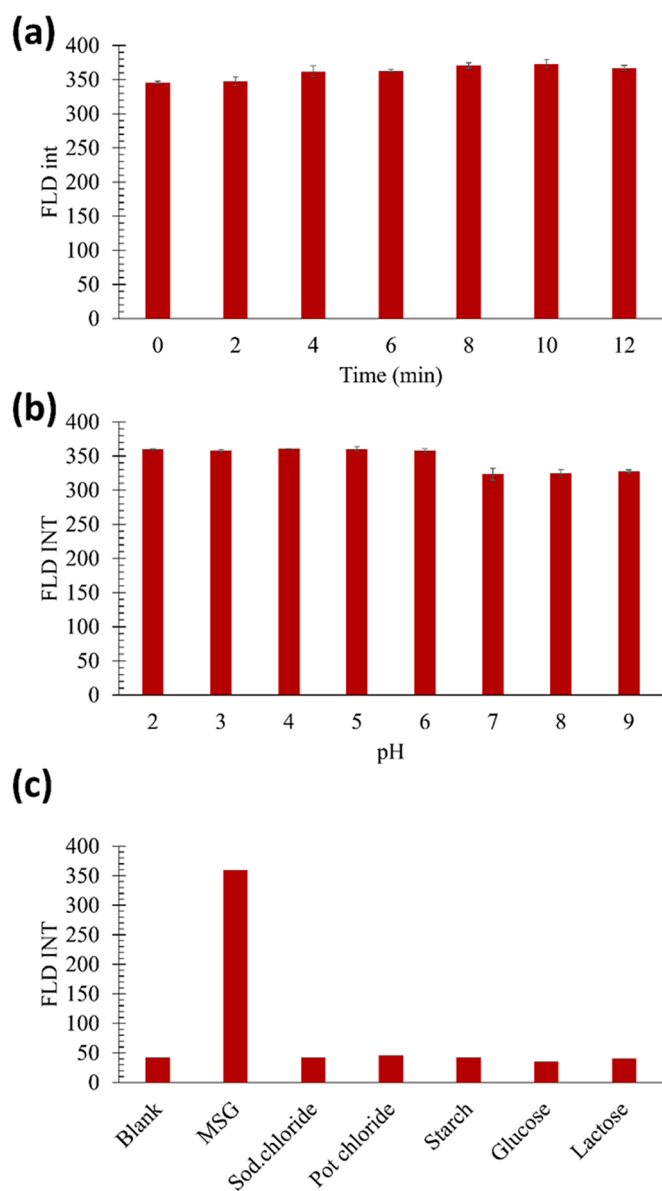 (a)
400
350
300
250
200
150
100
50
0
FLD int
0 2 4 6 8 10 12
Time (min)
(b)
400
350
300
250
200
150
100
50
0
FLD INT
2 3 4 5 6 7 8 9
pH
(c)
400
350
300
250
200
150
100
50
0
FLD INT
Blank
MSG
Sod.chloride
Pot chloride
Starch
Glucose
Lactose